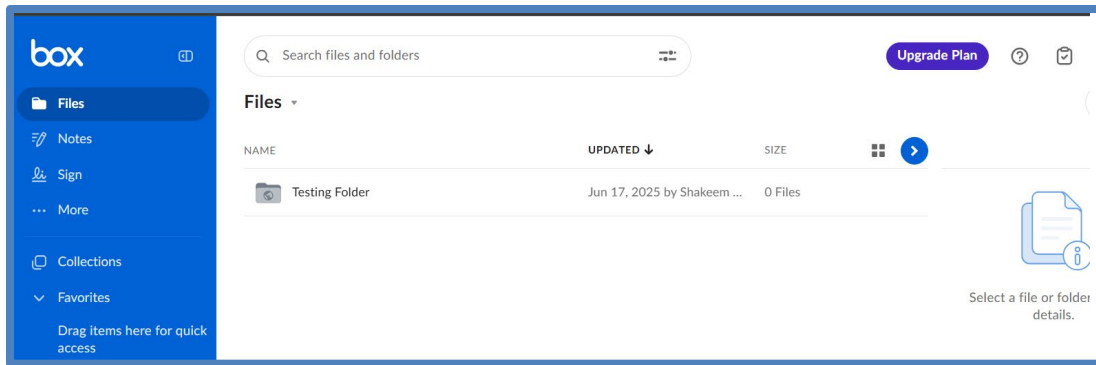 box
Search files and folders
Upgrade Plan
Files
Notes
Sign
More
Collections
Favorites
Drag items here for quick
access
Files
NAME
UPDATED
SIZE
Testing Folder
Jun 17, 2025 by Shakeem ...
0 Files
Select a file or folder
details.